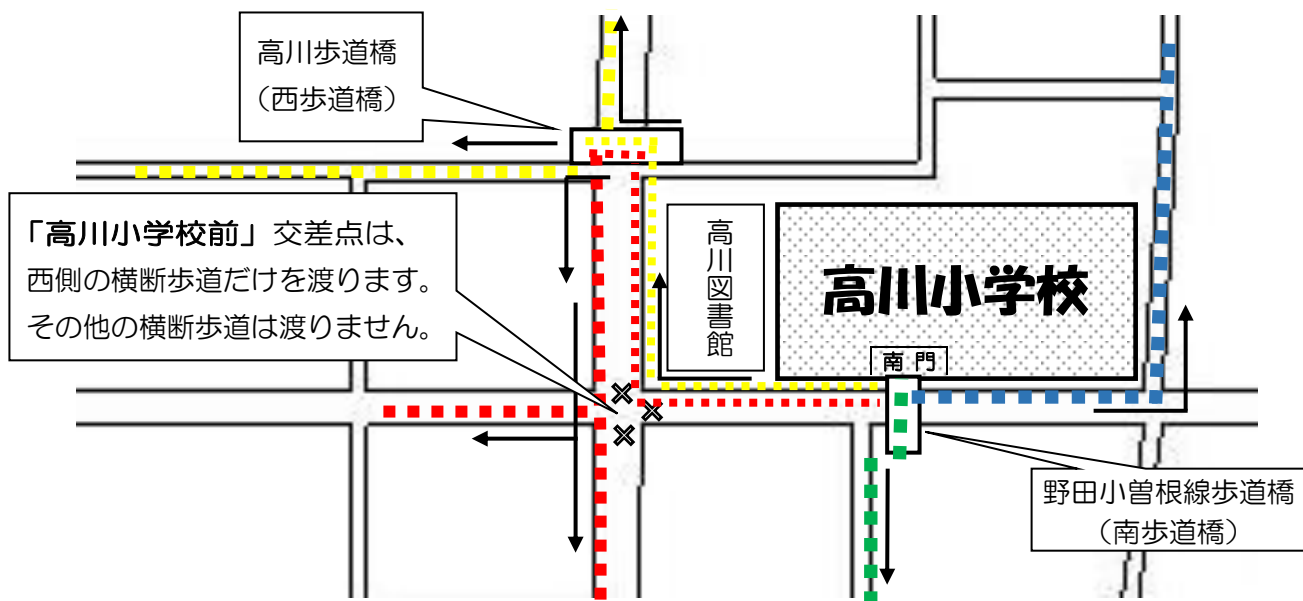 高川歩道橋
（西歩道橋）
「高川小学校前」交差点は、
西側の横断歩道だけを渡ります。
その他の横断歩道は渡りません。
高川図書館
高川小学校
南門
野田小曽根線歩道橋
（南歩道橋）